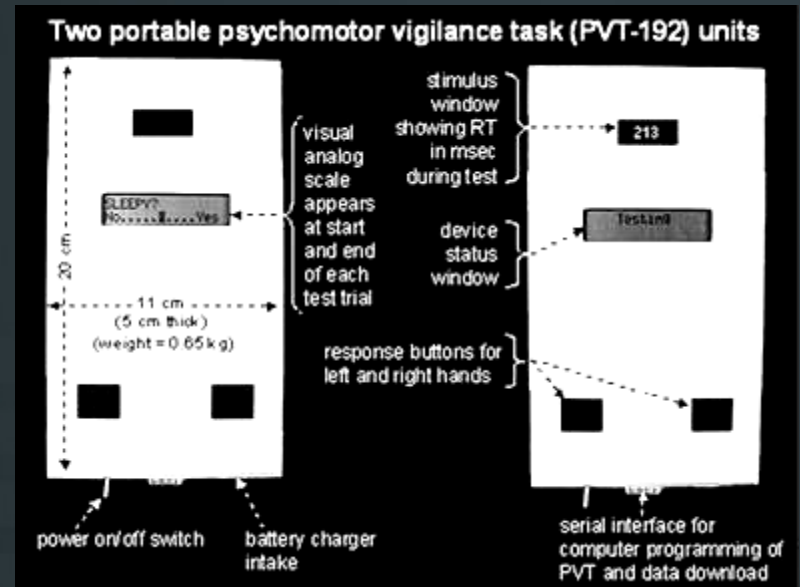 Two portable psychomotor vigilance task (PVT-192) units
SLEEPY?
No.........Yes
visual
analog
scale
appears
at start
and end
of each
test trial
20 cm
11 cm
(5 cm thick)
(weight = 0.65 kg)
power on/off switch
battery charger
intake
stimulus
window
showing RT
in msec
during test
213
device
status
window
Testing
response buttons for
left and right hands
serial interface for
computer programming of
PVT and data download